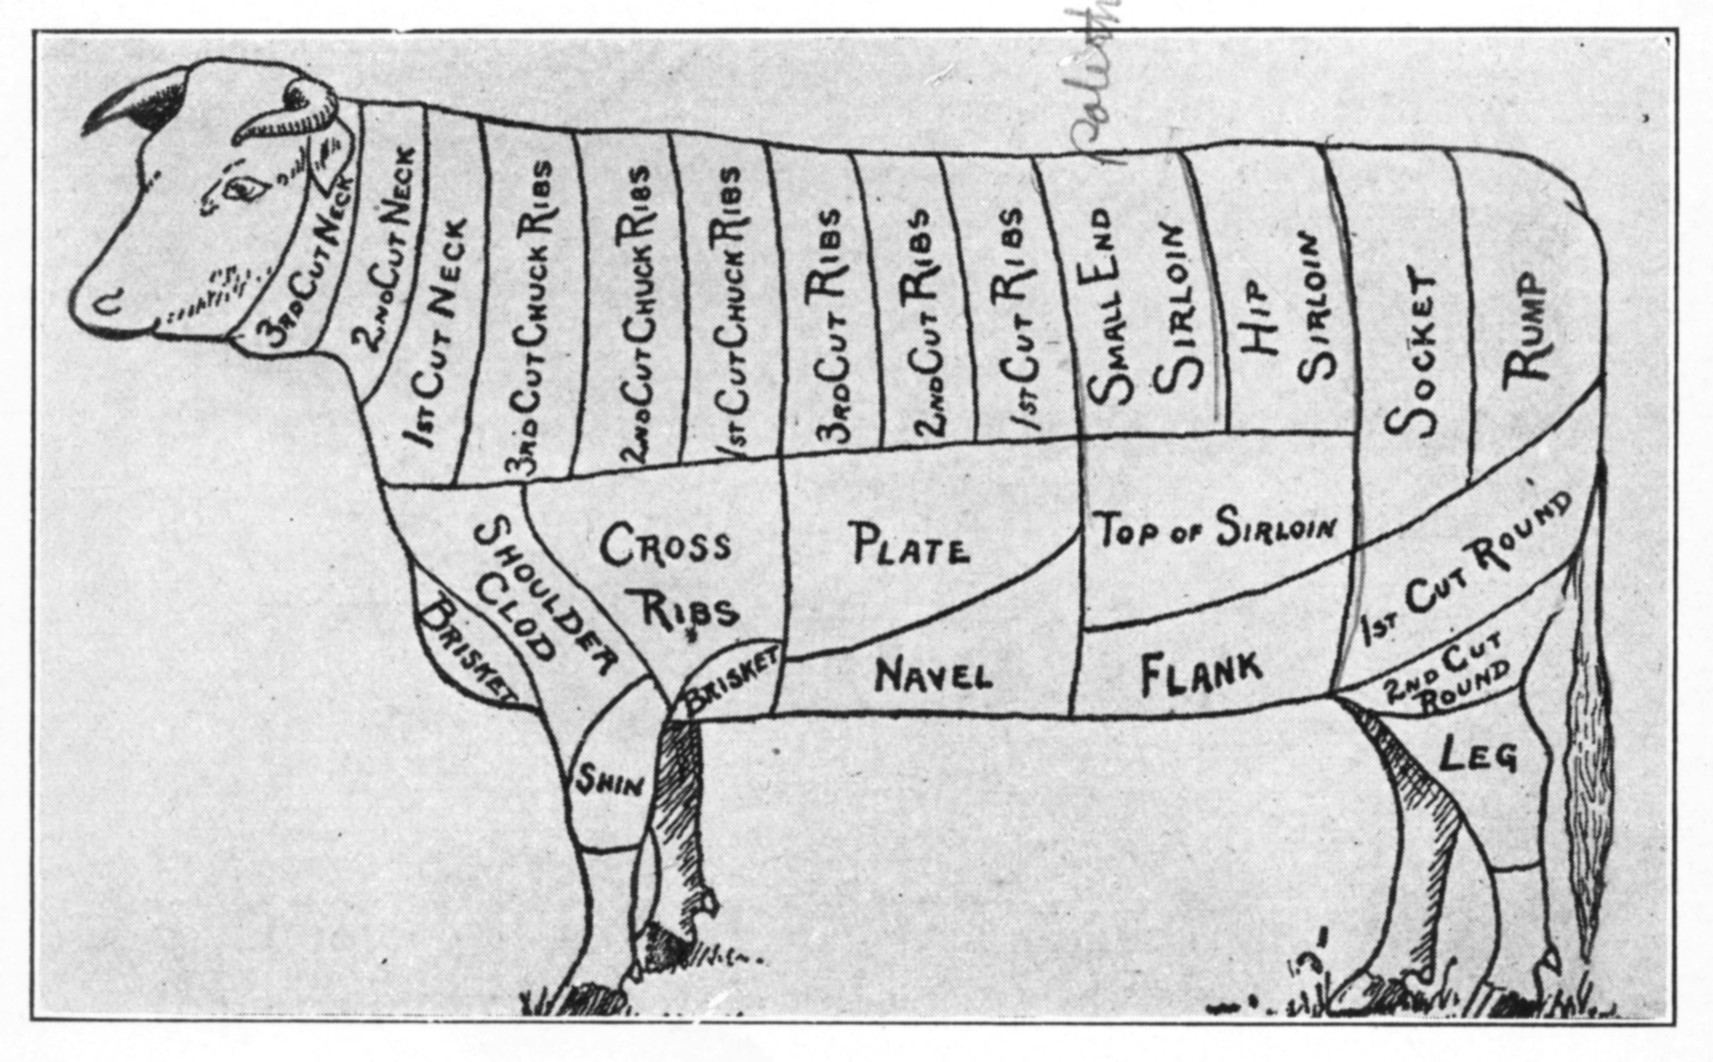 3RD CUT NECK
2ND CUT NECK
1ST CUT NECK
3RD CUT CHUCK RIBS
2ND CUT CHUCK RIBS
1ST CUT CHUCK RIBS
3RD CUT RIBS
2ND CUT RIBS
1ST CUT RIBS
SMALL END
SIRLOIN
HIP
SIRLOIN
SOCKET
RUMP
SHOULDER
CLOD
CROSS
RIBS
PLATE
TOP OF SIRLOIN
1ST CUT ROUND
BRISKET
BRISKET
NAVEL
FLANK
2ND CUT
ROUND
SHIN
LEG